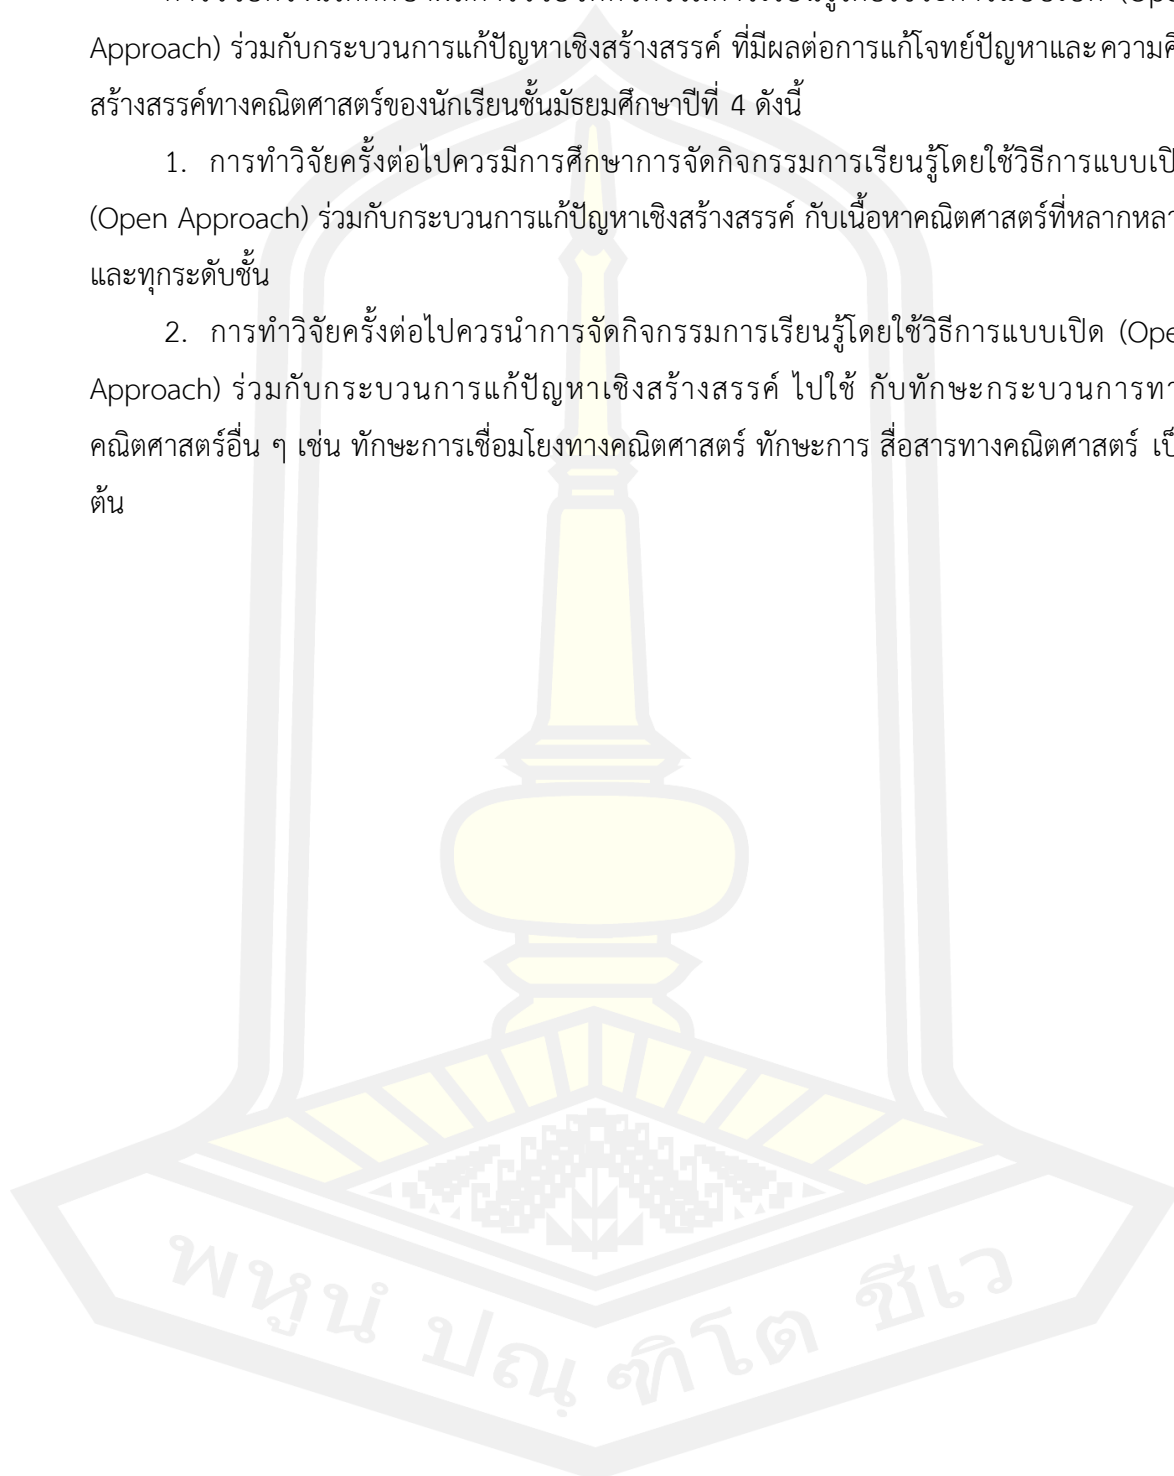 Approach) ร่วมกับกระบวนการแก้ปัญหาเชิงสร้างสรรค์ ที่มีผลต่อการแก้โจทย์ปัญหาและความคิ
สร้างสรรค์ทางคณิตศาสตร์ของนักเรียนชั้นมัธยมศึกษาปีที่ 4 ดังนี้
1. การทำวิจัยครั้งต่อไปควรมีการศึกษาการจัดกิจกรรมการเรียนรู้โดยใช้วิธีการแบบเปิ
(Open Approach) ร่วมกับกระบวนการแก้ปัญหาเชิงสร้างสรรค์ กับเนื้อหาคณิตศาสตร์ที่หลากหลา
และทุกระดับชั้น
2. การทำวิจัยครั้งต่อไปควรนำการจัดกิจกรรมการเรียนรู้โดยใช้วิธีการแบบเปิด (Ope
Approach) ร่วมกับกระบวนการแก้ปัญหาเชิงสร้างสรรค์ ไปใช้ กับทักษะกระบวนการทา
คณิตศาสตร์อื่น ๆ เช่น ทักษะการเชื่อมโยงทางคณิตศาสตร์ ทักษะการ สื่อสารทางคณิตศาสตร์ เป็
ต้น
พหูนํ ปณฺ ฑิโต ชีเว